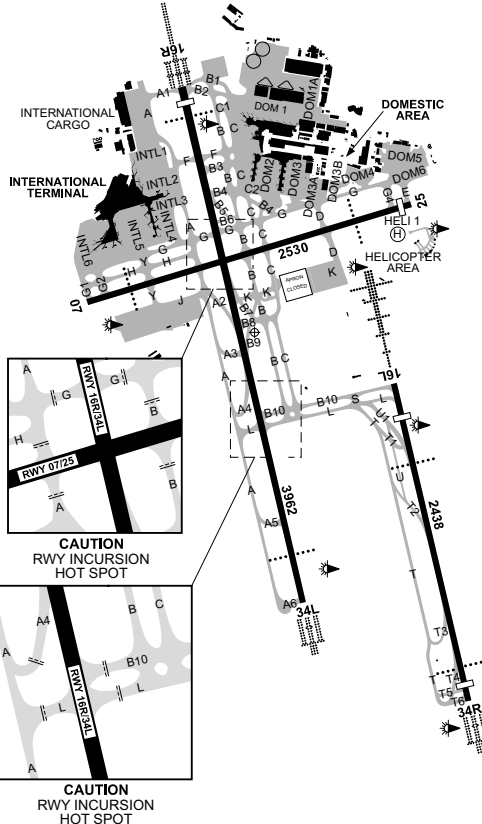 16R
A1
B2
B1
A
C1
B
C
DOM 1
DOM1A
INTERNATIONAL
CARGO
DOMESTIC
AREA
INTL1
F
F
B3
B
C
DOM2
DOM3
DOM3A
DOM3B
DOM4
DOM5
DOM6
INTERNATIONAL
TERMINAL
INTL2
INTL3
INTL4
INTL5
INTL6
B4
C2
B5
B6
C
B4
G
D
G
G4
E
25
HELI 1
H
HELICOPTER
AREA
A
G
G
B
C
B
C
2530
D
K
APRON
CLOSED
G1
G2
H
Y
G
H
Y
07
J
A2
K
K
B7
B
B8
B9
A3
A
B
C
16L
A4
B10
B10
S
L
L
L
U1
T
T1
U
T2
A
3962
2438
A5
A6
34L
T
T3
T
T4
T5
T6
34R
A
RWY 16R/34L
G
G
B
H
RWY 07/25
A
B
CAUTION
RWY INCURSION
HOT SPOT
A4
B
C
A
RWY 16R/34L
B10
L
L
A
CAUTION
RWY INCURSION
HOT SPOT